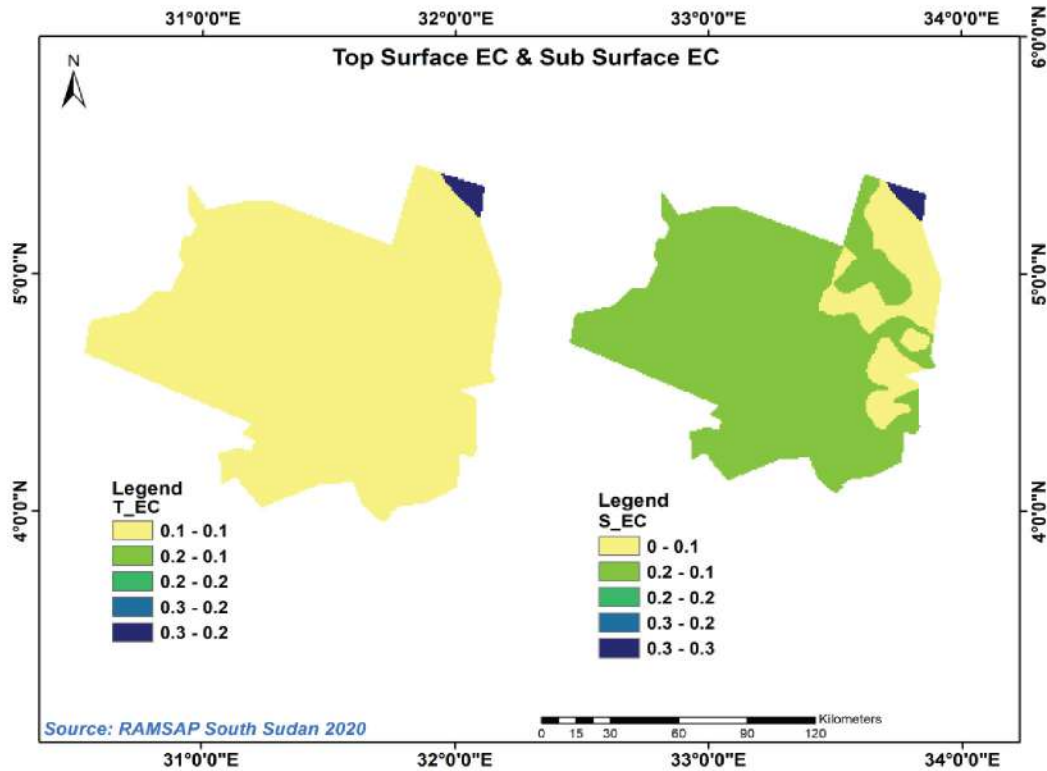 31°0'0"E 32°0'0"E 33°0'0"E 34°0'0"E
6°0'0"N
Top Surface EC & Sub Surface EC
N
5°0'0"N 5°0'0"N
4°0'0"N 4°0'0"N
Legend
T_EC
0.1 - 0.1
0.2 - 0.1
0.2 - 0.2
0.3 - 0.2
0.3 - 0.2
Legend
S_EC
0 - 0.1
0.2 - 0.1
0.2 - 0.2
0.3 - 0.2
0.3 - 0.3
Source: RAMSAP South Sudan 2020
Kilometers
0 15 30 60 90 120
31°0'0"E 32°0'0"E 33°0'0"E 34°0'0"E